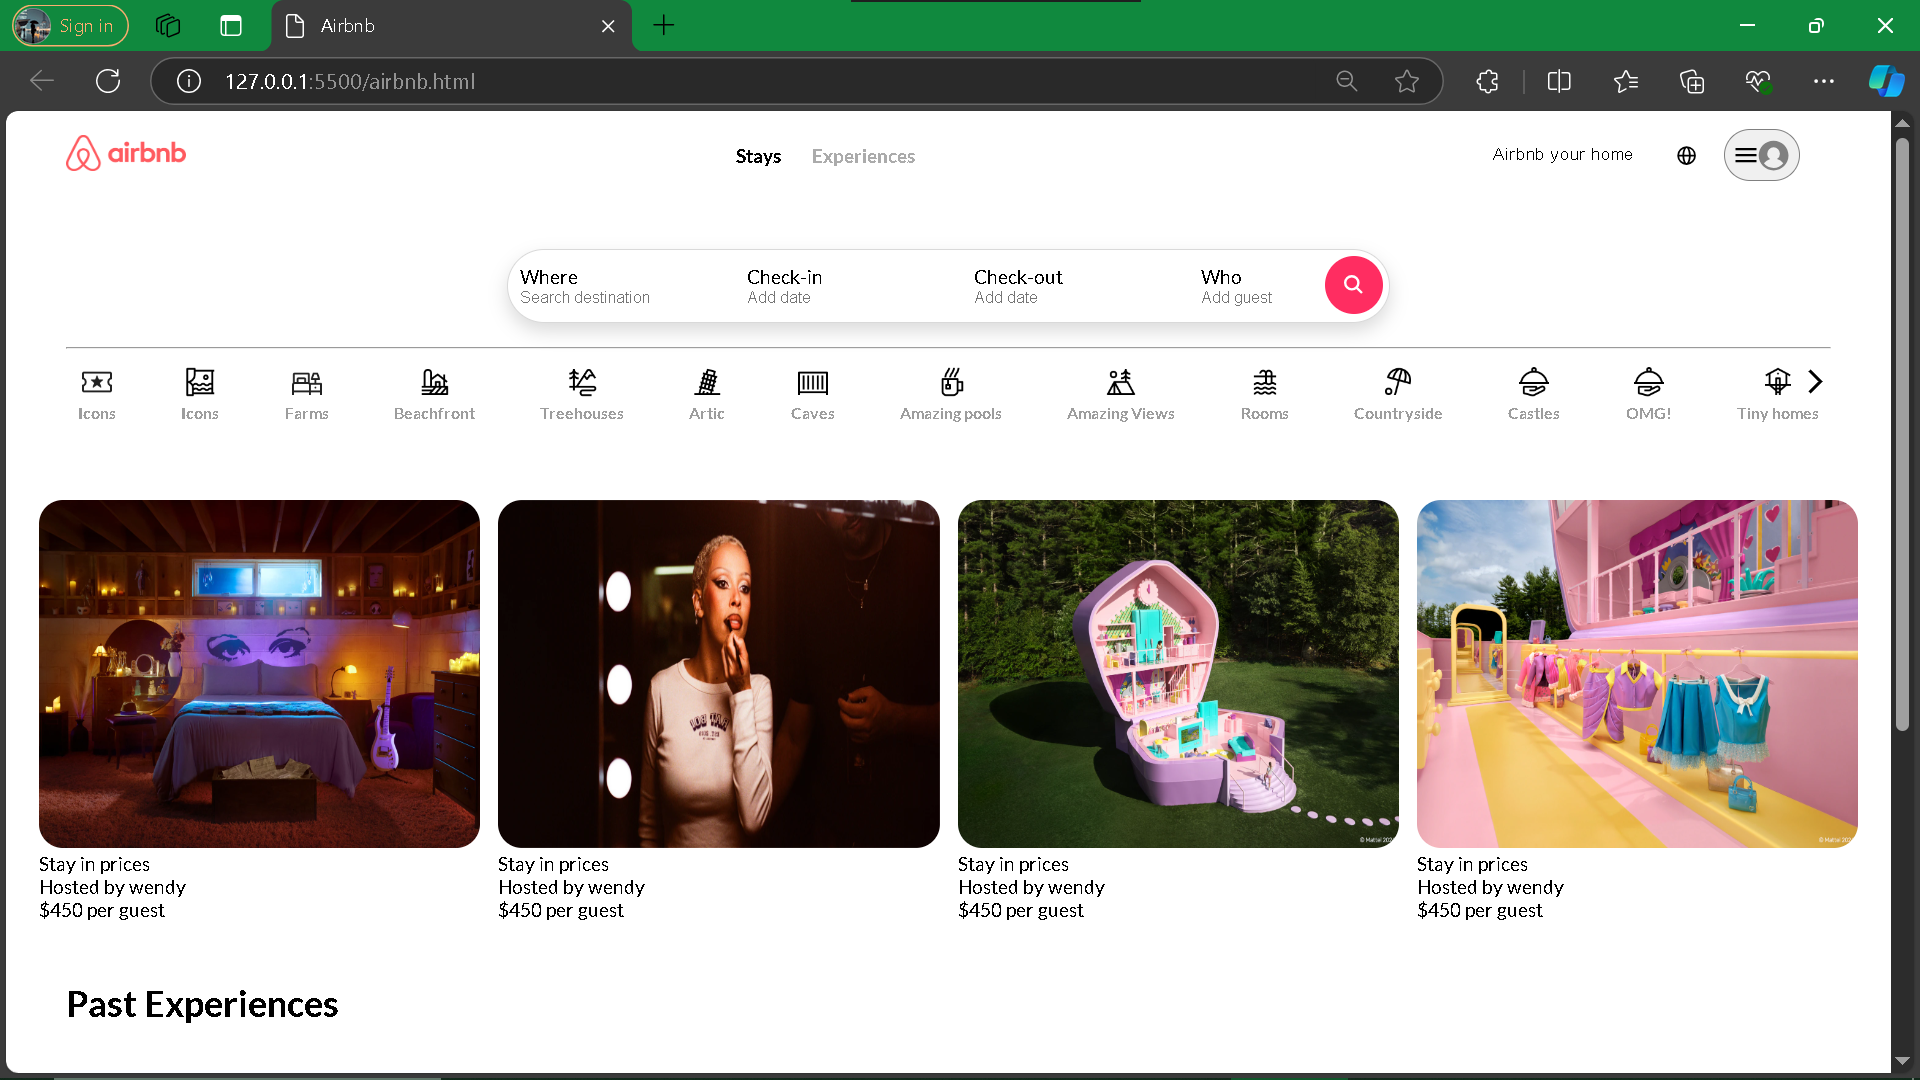 Sign in
Airbnb
127.0.0.1:5500/airbnb.html
airbnb
Stays
Experiences
Airbnb your home
Where
Check-in
Check-out
Who
Search destination
Add date
Add date
Add guest
Icons
Icons
Farms
Beachfront
Treehouses
Artic
Caves
Amazing pools
Amazing Views
Rooms
Countryside
Castles
OMG!
Tiny homes
Stay in prices
Hosted by wendy
$450 per guest
Stay in prices
Hosted by wendy
$450 per guest
Stay in prices
Hosted by wendy
$450 per guest
Stay in prices
Hosted by wendy
$450 per guest
Past Experiences